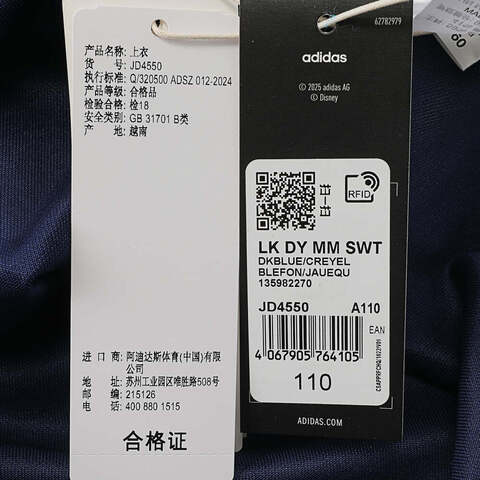 产品名称: 上衣
货 号: JD4550
执行标准: Q/320500 ADSZ 012-2024
产品等级: 合格品
检验合格: 检18
安全类别: GB 31701 B类
产 地: 越南
进 口 商: 阿迪达斯体育(中国)有限
公司
地 址: 苏州工业园区唯胜路508号
邮 编: 215126
电 话: 400 880 1515
合格证
62782979
adidas
© 2025 adidas AG
© Disney
RFID
LK DY MM SWT
DKBLUE/CREYEL
BLEFON/JAUEQU
135982270
JD4550 A110
EAN
4 067905 764105
110
ADIDAS.COM
60